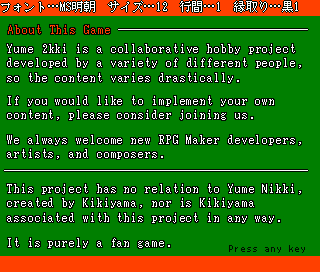 フォント…MS明朝　サイズ…12　行間…1　縁取り…黒1
About This Game
Yume 2kki is a collaborative hobby project
developed by a variety of different people,
so the content varies drastically.
If you would like to implement your own
content, please consider joining us.
We always welcome new RPG Maker developers,
artists, and composers.
This project has no relation to Yume Nikki,
created by Kikiyama, nor is Kikiyama
associated with this project in any way.
It is purely a fan game.
Press any key